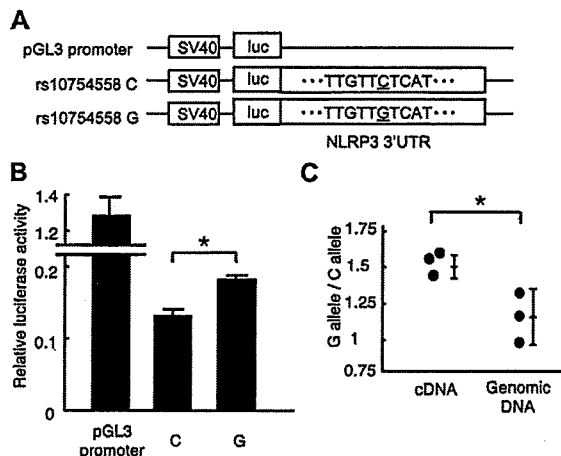 A
pGL3 promoter SV40 luc
rs10754558 C SV40 luc ···TTGTTCTCAT···
rs10754558 G SV40 luc ···TTGTTGTCAT···
NLRP3 3'UTR
B
Relative luciferase activity
1.4
1.2
0.2
0.1
0
*
pGL3 promoter
C
G
C
G allele / C allele
1.75
1.5
1.25
1
0.75
*
cDNA
Genomic DNA